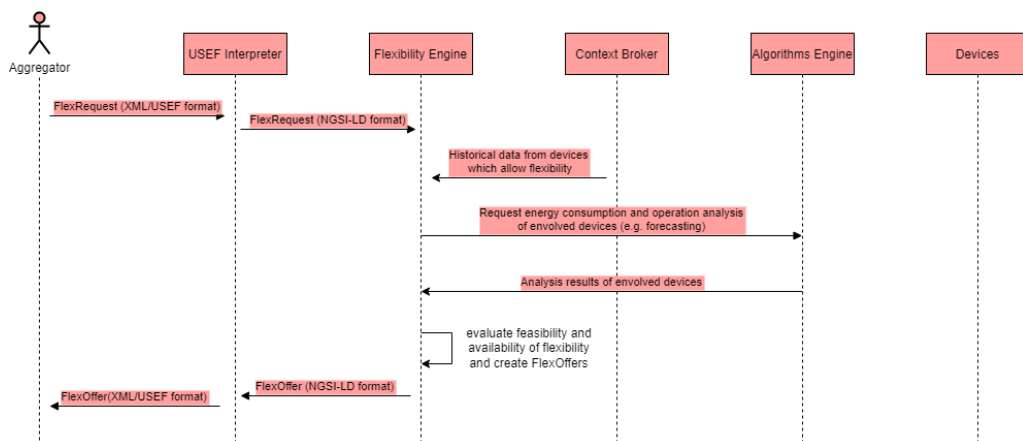 Aggregator
USEF Interpreter
Flexibility Engine
Context Broker
Algorithms Engine
Devices
FlexRequest (XML/USEF format)
FlexRequest (NGSI-LD format)
Historical data from devices
which allow flexibility
Request energy consumption and operation analysis
of envolved devices (e.g. forecasting)
Analysis results of envolved devices
evaluate feasibility and
availability of flexibility
and create FlexOffers
FlexOffer (NGSI-LD format)
FlexOffer(XML/USEF format)